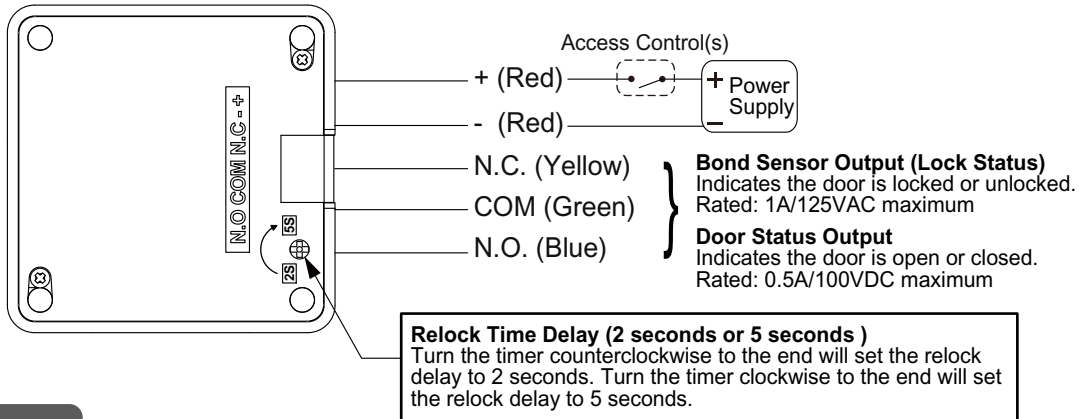 Access Control(s)
+ (Red)
+ Power
Supply
- (Red)
–
N.C. (Yellow)
COM (Green)
N.O. (Blue)
Bond Sensor Output (Lock Status)
Indicates the door is locked or unlocked.
Rated: 1A/125VAC maximum
Door Status Output
Indicates the door is open or closed.
Rated: 0.5A/100VDC maximum
N.O COM N.C - +
5S
2S
Relock Time Delay (2 seconds or 5 seconds )
Turn the timer counterclockwise to the end will set the relock
delay to 2 seconds. Turn the timer clockwise to the end will set
the relock delay to 5 seconds.